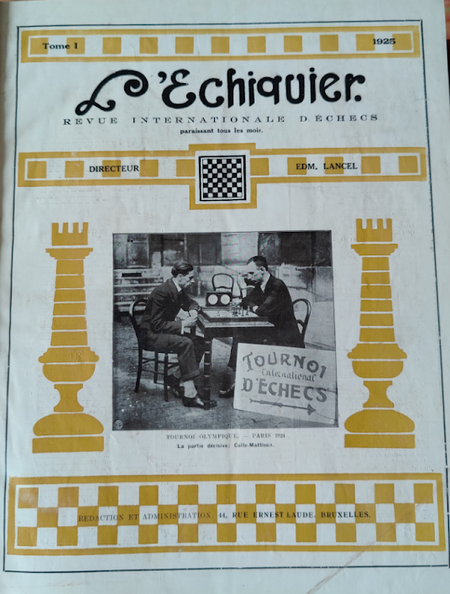 Tome I 1925
L'Echiquier.
REVUE INTERNATIONALE D'ÉCHECS
paraissant tous les mois.
DIRECTEUR EDM. LANCEL
TOURNOI
international
D'ÉCHECS
TOURNOI OLYMPIQUE. — PARIS 1924
La partie décisive: Colle-Mattison.
REDACTION ET ADMINISTRATION: 44, RUE ERNEST LAUDE, BRUXELLES.